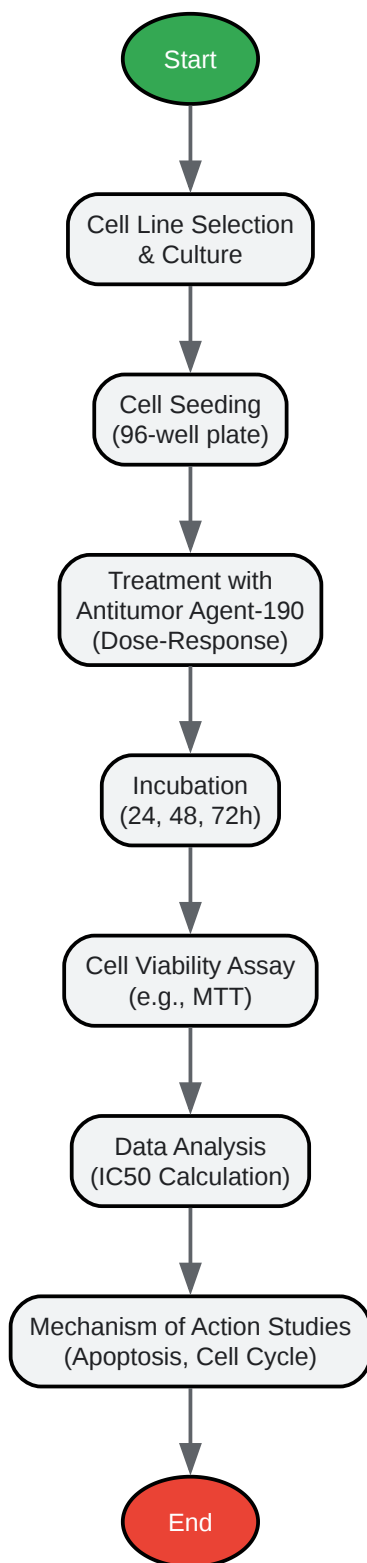 Start
Cell Line Selection
& Culture
Cell Seeding
(96-well plate)
Treatment with
Antitumor Agent-190
(Dose-Response)
Incubation
(24, 48, 72h)
Cell Viability Assay
(e.g., MTT)
Data Analysis
(IC50 Calculation)
Mechanism of Action Studies
(Apoptosis, Cell Cycle)
End